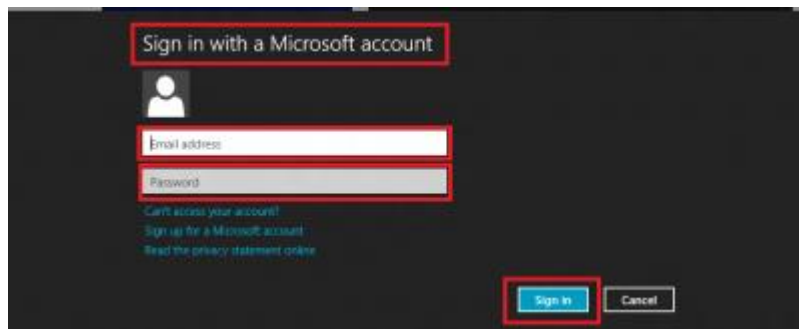 Sign in with a Microsoft account
Email address
Password
Can't access your account?
Sign up for a Microsoft account
Read the privacy statement online
Sign in
Cancel